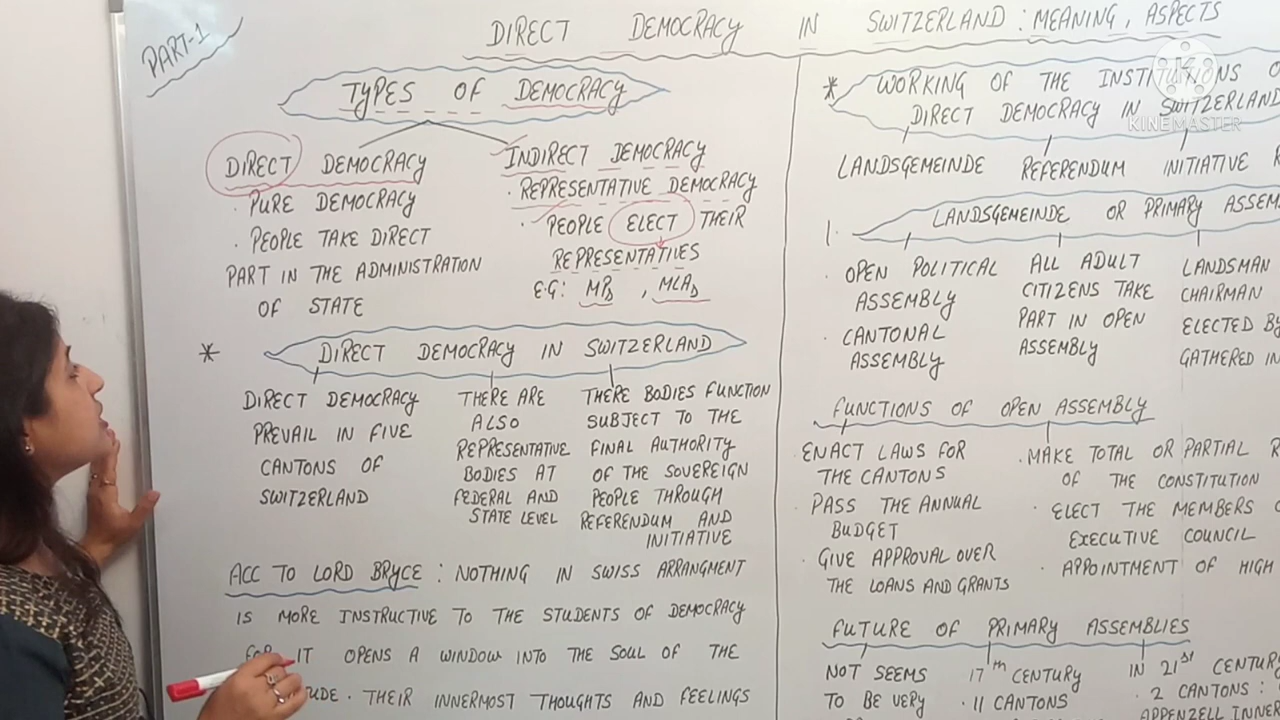 PART-1
DIRECT DEMOCRACY IN SWITZERLAND : MEANING, ASPECTS
TYPES OF DEMOCRACY
DIRECT DEMOCRACY
· PURE DEMOCRACY
· PEOPLE TAKE DIRECT
PART IN THE ADMINISTRATION
OF STATE
INDIRECT DEMOCRACY
· REPRESENTATIVE DEMOCRACY
· PEOPLE ELECT THEIR
REPRESENTATIVES
E.G: MPs, MLAs
* DIRECT DEMOCRACY IN SWITZERLAND
DIRECT DEMOCRACY
PREVAIL IN FIVE
CANTONS OF
SWITZERLAND
THERE ARE
ALSO
REPRESENTATIVE
BODIES AT
FEDERAL AND
STATE LEVEL
THERE BODIES FUNCTION
SUBJECT TO THE
FINAL AUTHORITY
OF THE SOVEREIGN
PEOPLE THROUGH
REFERENDUM AND
INITIATIVE
ACC TO LORD BRYCE : NOTHING IN SWISS ARRANGMENT
IS MORE INSTRUCTIVE TO THE STUDENTS OF DEMOCRACY
FOR IT OPENS A WINDOW INTO THE SOUL OF THE
THEIR INNERMOST THOUGHTS AND FEELINGS
* WORKING OF THE INSTITUTIONS
DIRECT DEMOCRACY IN SWITZERLAND
LANDSGEMEINDE REFERENDUM INITIATIVE
1. LANDSGEMEINDE OR PRIMARY
· OPEN POLITICAL
ASSEMBLY
· CANTONAL
ASSEMBLY
ALL ADULT
CITIZENS TAKE
PART IN OPEN
ASSEMBLY
LANDSMAN
CHAIRMAN
ELECTED
GATHERED
FUNCTIONS OF OPEN ASSEMBLY
ENACT LAWS FOR
THE CANTONS
· PASS THE ANNUAL
BUDGET
· GIVE APPROVAL OVER
THE LOANS AND GRANTS
· MAKE TOTAL OR PARTIAL
OF THE CONSTITUTION
· ELECT THE MEMBERS
EXECUTIVE COUNCIL
· APPOINTMENT OF HIGH
FUTURE OF PRIMARY ASSEMBLIES
NOT SEEMS
TO BE VERY
17th CENTURY
· 11 CANTONS
IN 21st CENTURY
· 2 CANTONS :
APPENZELL INNER
KINEMASTER